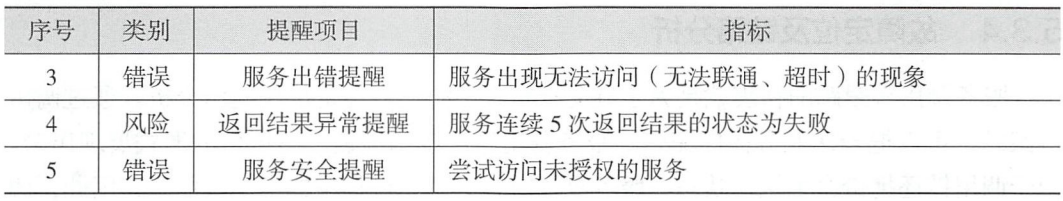 序号 类别 提醒项目 指标
3 错误 服务出错提醒 服务出现无法访问（无法联通、超时）的现象
4 风险 返回结果异常提醒 服务连续 5 次返回结果的状态为失败
5 错误 服务安全提醒 尝试访问未授权的服务